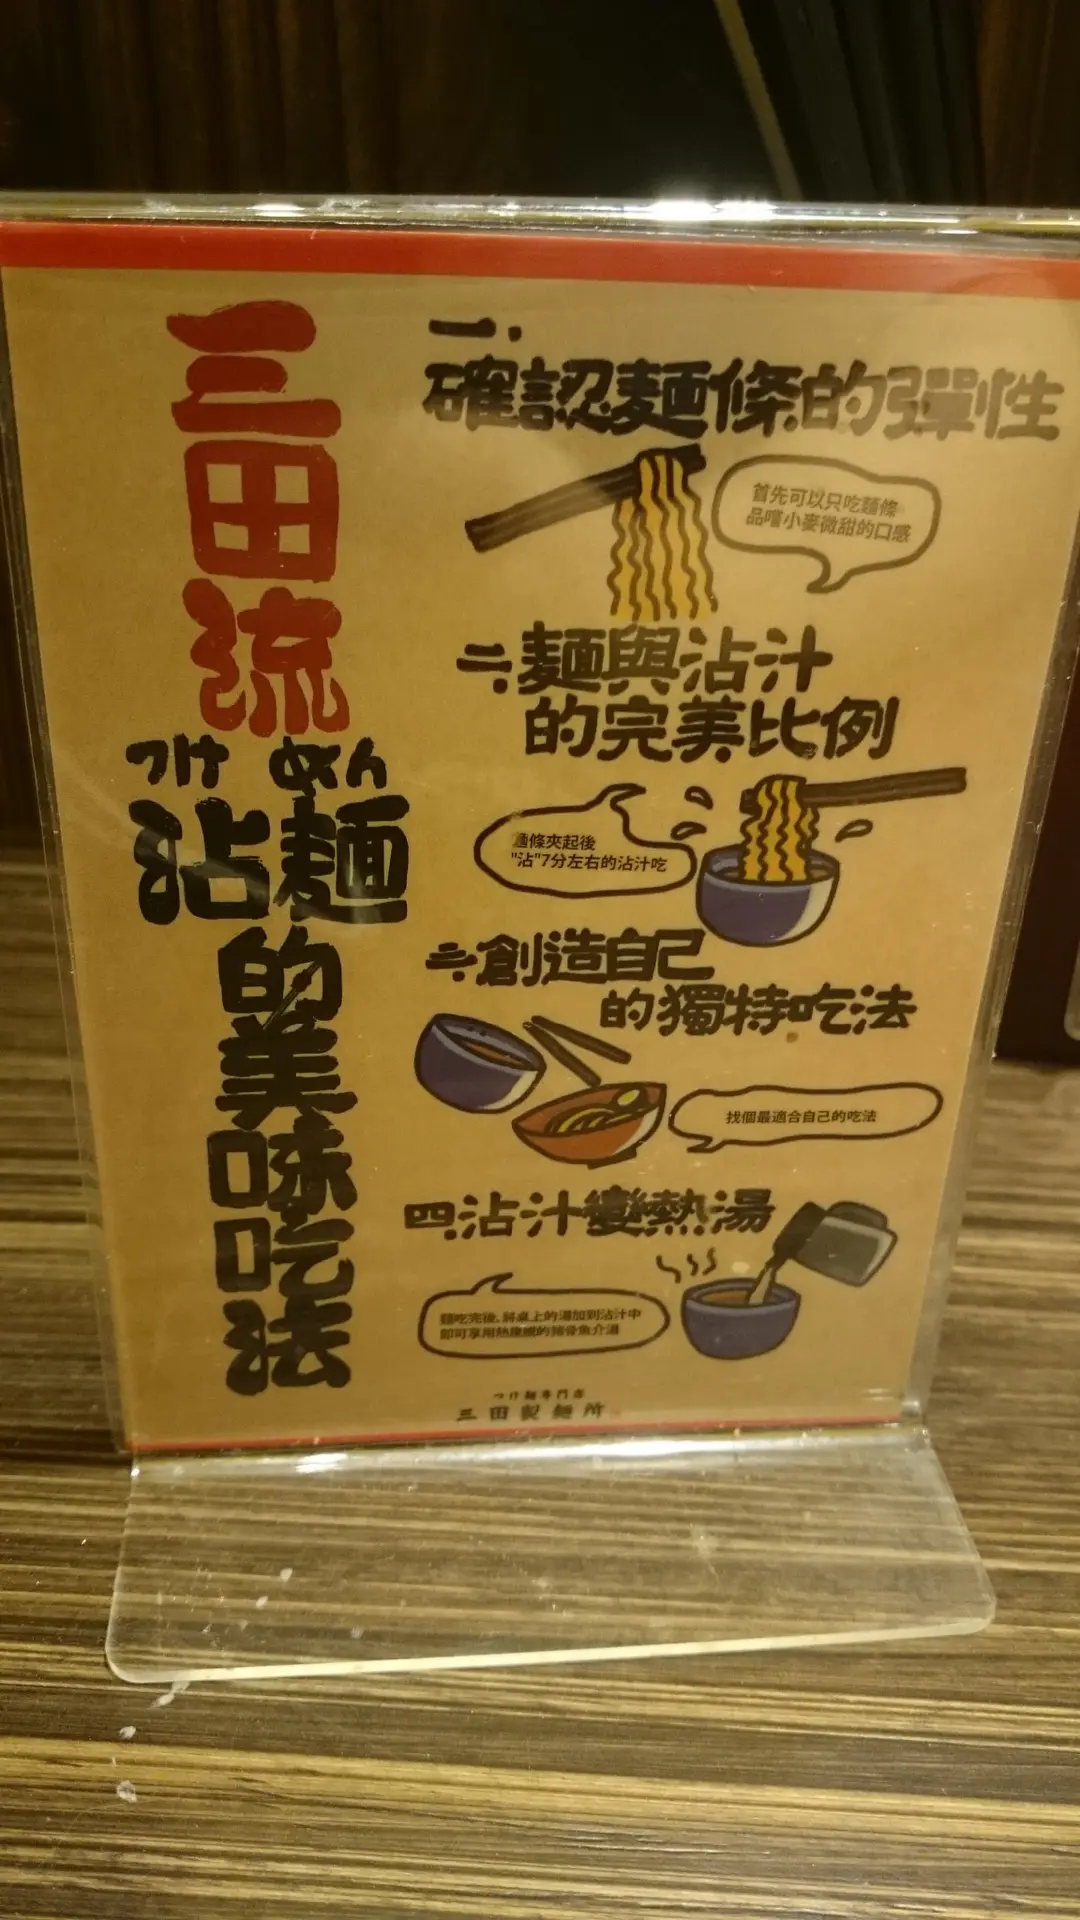 三田流
つけめん
沾麵的美味吃法
一.
確認麵條的彈性
首先可以只吃麵條
品嚐小麥微甜的口感
二.麵與沾汁
的完美比例
麵條夾起後
"沾"7分左右的沾汁吃
三.創造自己
的獨特吃法
找個最適合自己的吃法
四.沾汁變熱湯
麵吃完後,將桌上的湯加到沾汁中
即可享用熱騰騰的豬骨魚介湯
つけ麺専門店
三田製麺所